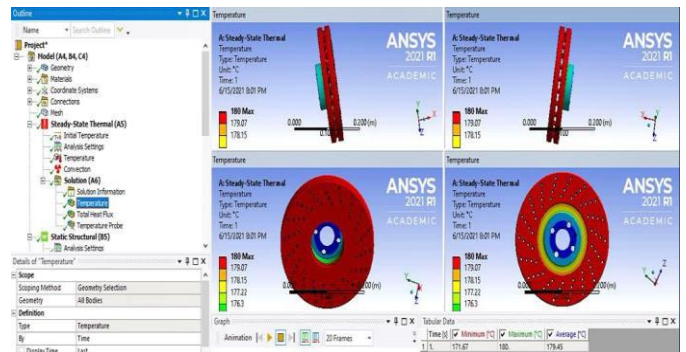 Outline
Name
Search Outline
Project*
Model (A4, B4, C4)
Geometry
Materials
Coordinate Systems
Connections
Mesh
Steady-State Thermal (A5)
Initial Temperature
Analysis Settings
Temperature
Convection
Solution (A6)
Solution Information
Temperature
Total Heat Flux
Temperature Probe
Static Structural (B5)
Analysis Settings
Details of "Temperature"
Scope
Scoping Method Geometry Selection
Geometry All Bodies
Definition
Type Temperature
By Time
Display Time Last
Temperature
A: Steady-State Thermal
Temperature
Type: Temperature
Unit: °C
Time: 1
6/15/2021 8:01 PM
180 Max
179.07
178.15
0.000
0.200 (m)
0.100
ANSYS
2021 R1
ACADEMIC
Temperature
A: Steady-State Thermal
Temperature
Type: Temperature
Unit: °C
Time: 1
6/15/2021 8:01 PM
180 Max
179.07
178.15
0.000
0.200 (m)
ANSYS
2021 R1
ACADEMIC
Temperature
A: Steady-State Thermal
Temperature
Type: Temperature
Unit: °C
Time: 1
6/15/2021 8:01 PM
180 Max
179.07
178.15
177.22
176.3
ANSYS
2021 R1
ACADEMIC
Temperature
A: Steady-State Thermal
Temperature
Type: Temperature
Unit: °C
Time: 1
6/15/2021 8:01 PM
180 Max
179.07
178.15
177.22
176.3
ANSYS
2021 R1
ACADEMIC
Graph
Animation
20 Frames
Tabular Data
Time [s] Minimum [°C] Maximum [°C] Average [°C]
1 1. 171.67 180. 179.45